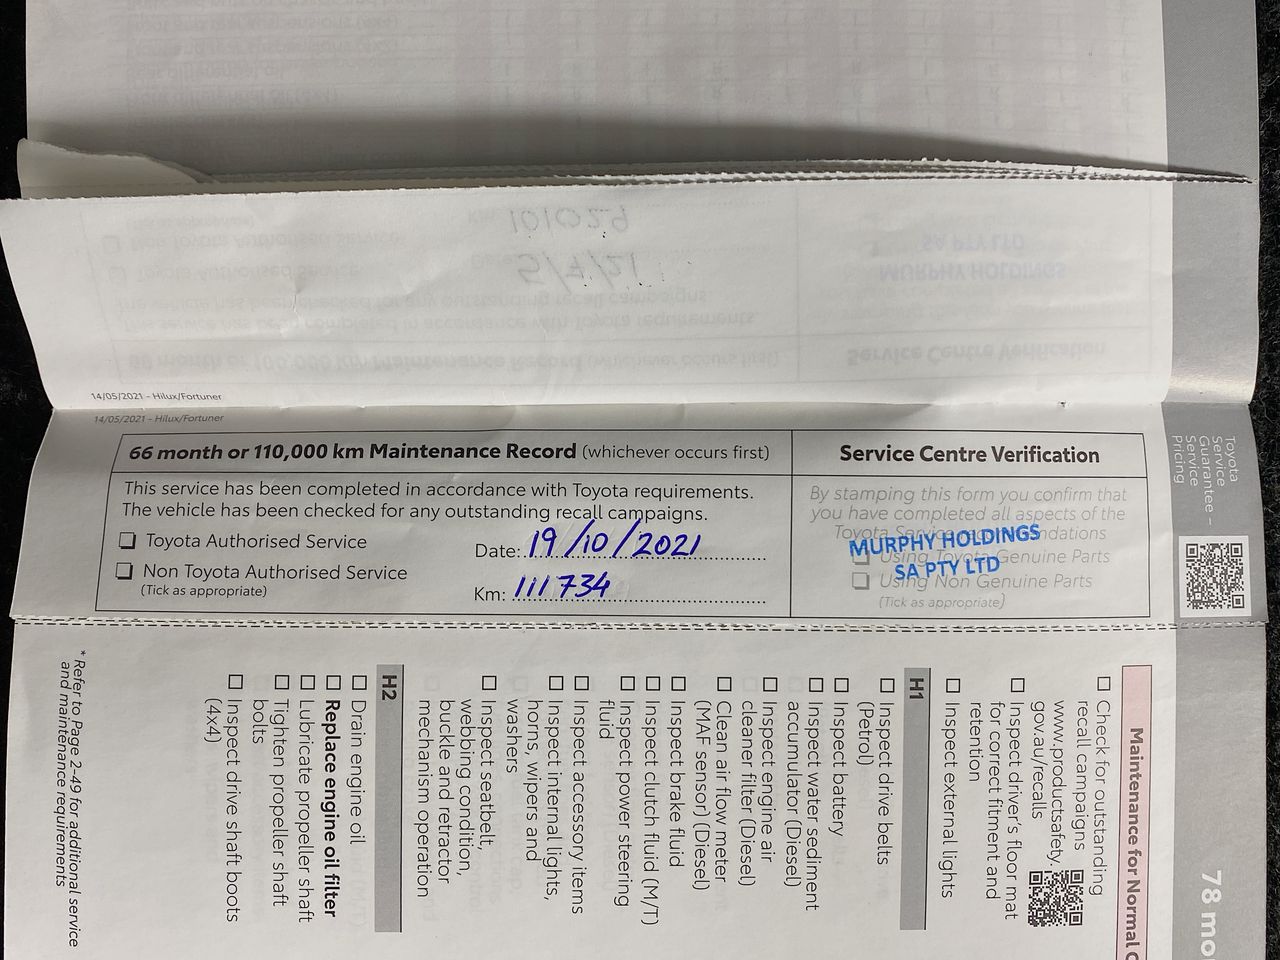 14/05/2021 - Hilux/Fortuner
14/05/2021 - Hilux/Fortuner
66 month or 110,000 km Maintenance Record (whichever occurs first)
This service has been completed in accordance with Toyota requirements.
The vehicle has been checked for any outstanding recall campaigns.
❑ Toyota Authorised Service
Date: 19/10/2021
❑ Non Toyota Authorised Service
(Tick as appropriate)
Km: 111734
Service Centre Verification
By stamping this form you confirm that
you have completed all aspects of the
Toyota Service
MURPHY HOLDINGS
SA PTY LTD
❑ Using Toyota Genuine Parts
❑ Using Non Genuine Parts
(Tick as appropriate)
Toyota
Service
Guarantee –
Service
Pricing
78 mo
Maintenance for Normal
❑ Check for outstanding
recall campaigns
www.productsafety.
gov.au/recalls
❑ Inspect driver's floor mat
for correct fitment and
retention
❑ Inspect external lights
H1
❑ Inspect drive belts
(Petrol)
❑ Inspect battery
❑ Inspect water sediment
accumulator (Diesel)
❑ Inspect engine air
cleaner filter (Diesel)
❑ Clean air flow meter
(MAF sensor) (Diesel)
❑ Inspect brake fluid
❑ Inspect clutch fluid (M/T)
❑ Inspect power steering
fluid
❑ Inspect accessory items
❑ Inspect internal lights,
horns, wipers and
washers
❑ Inspect seatbelt,
webbing condition,
buckle and retractor
mechanism operation
H2
❑ Drain engine oil
❑ Replace engine oil filter
❑ Lubricate propeller shaft
❑ Tighten propeller shaft
bolts
❑ Inspect drive shaft boots
(4x4)
* Refer to Page 2-49 for additional service
and maintenance requirements